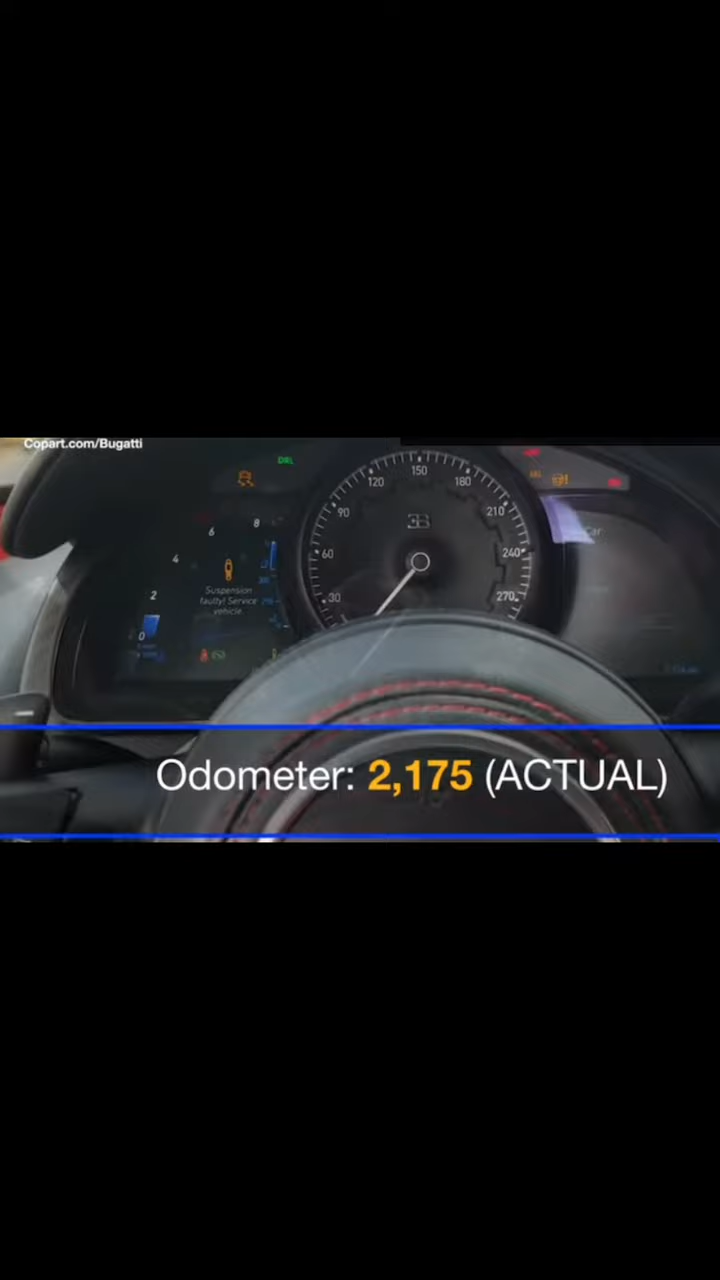 Copart.com/Bugatti
DRL
120 150 180
90 210
60 240
30 270
8
6
4
2
0
Suspension
faulty! Service
vehicle.
Car
Odometer: 2,175 (ACTUAL)